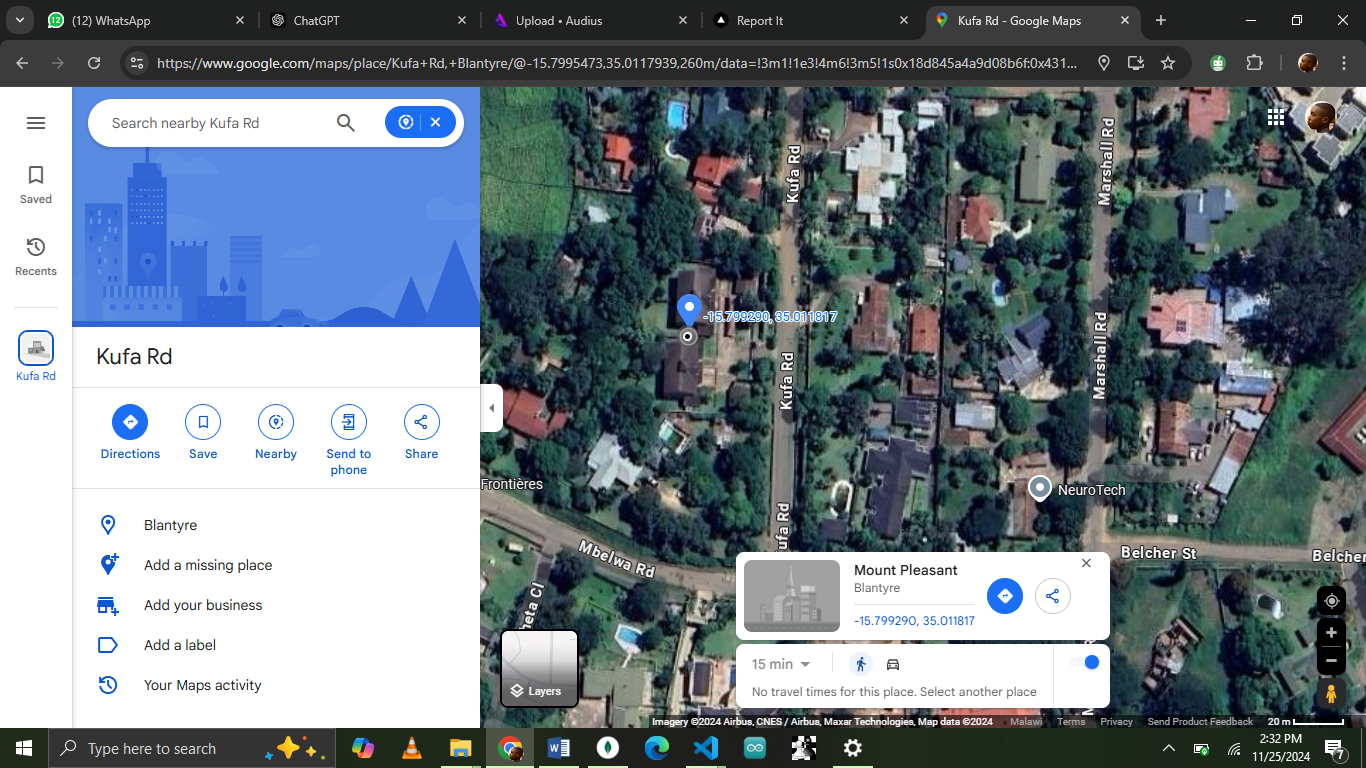 12
(12) WhatsApp
ChatGPT
Upload • Audius
Report It
Kufa Rd - Google Maps
https://www.google.com/maps/place/Kufa+Rd,+Blantyre/@-15.7995473,35.0117939,260m/data=!3m1!1e3!4m6!3m5!1s0x18d845a4a9d08b6f:0x431...
Search nearby Kufa Rd
Saved
Recents
Kufa Rd
Kufa Rd
Directions
Save
Nearby
Send to
phone
Share
Blantyre
Add a missing place
Add your business
Add a label
Your Maps activity
Kufa Rd
Marshall Rd
-15.799290, 35.011817
Kufa Rd
Marshall Rd
Frontières
NeuroTech
ufa Rd
Mbelwa Rd
Belcher St
Belcher
heta Cl
Layers
Mount Pleasant
Blantyre
-15.799290, 35.011817
15 min
No travel times for this place. Select another place
Imagery ©2024 Airbus, CNES / Airbus, Maxar Technologies, Map data ©2024
Malawi
Terms
Privacy
Send Product Feedback
20 m
Type here to search
2:32 PM
11/25/2024
7